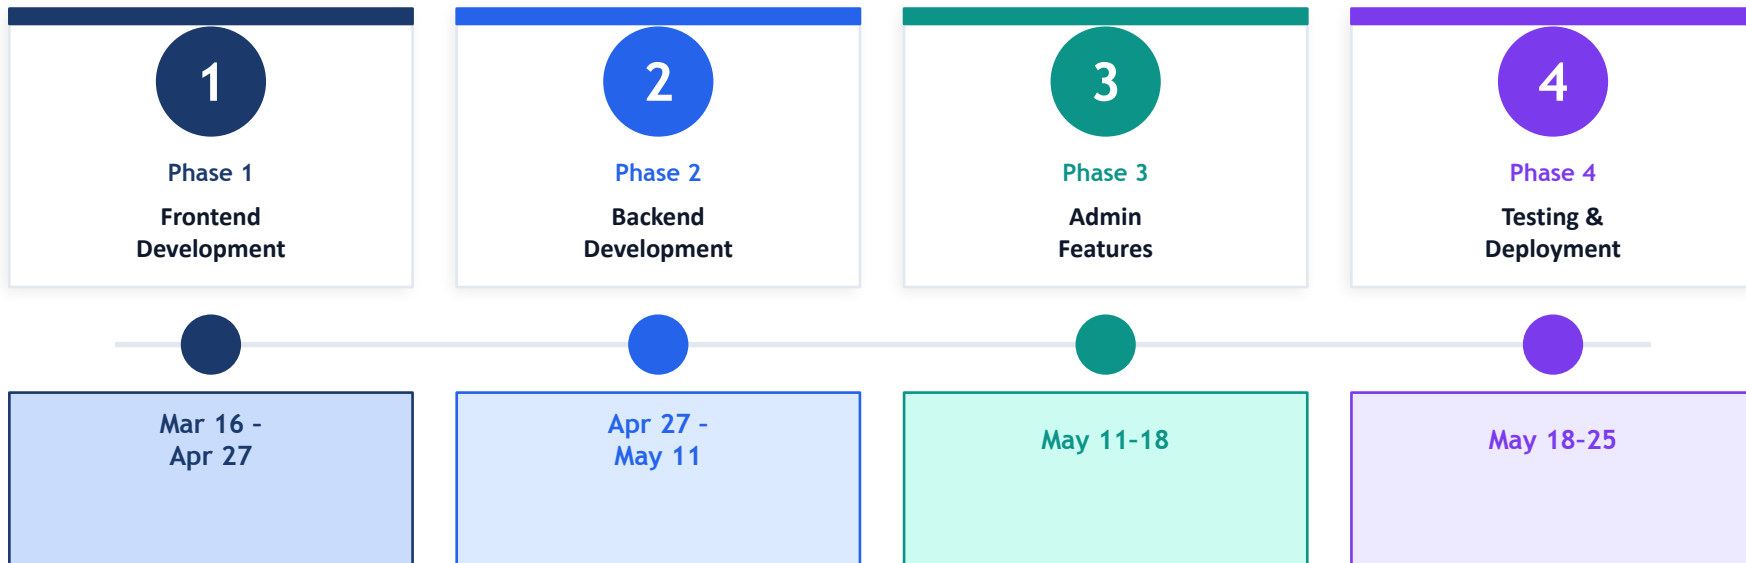 1
Phase 1
Frontend
Development
Mar 16 –
Apr 27
2
Phase 2
Backend
Development
Apr 27 –
May 11
3
Phase 3
Admin
Features
May 11–18
4
Phase 4
Testing &
Deployment
May 18–25